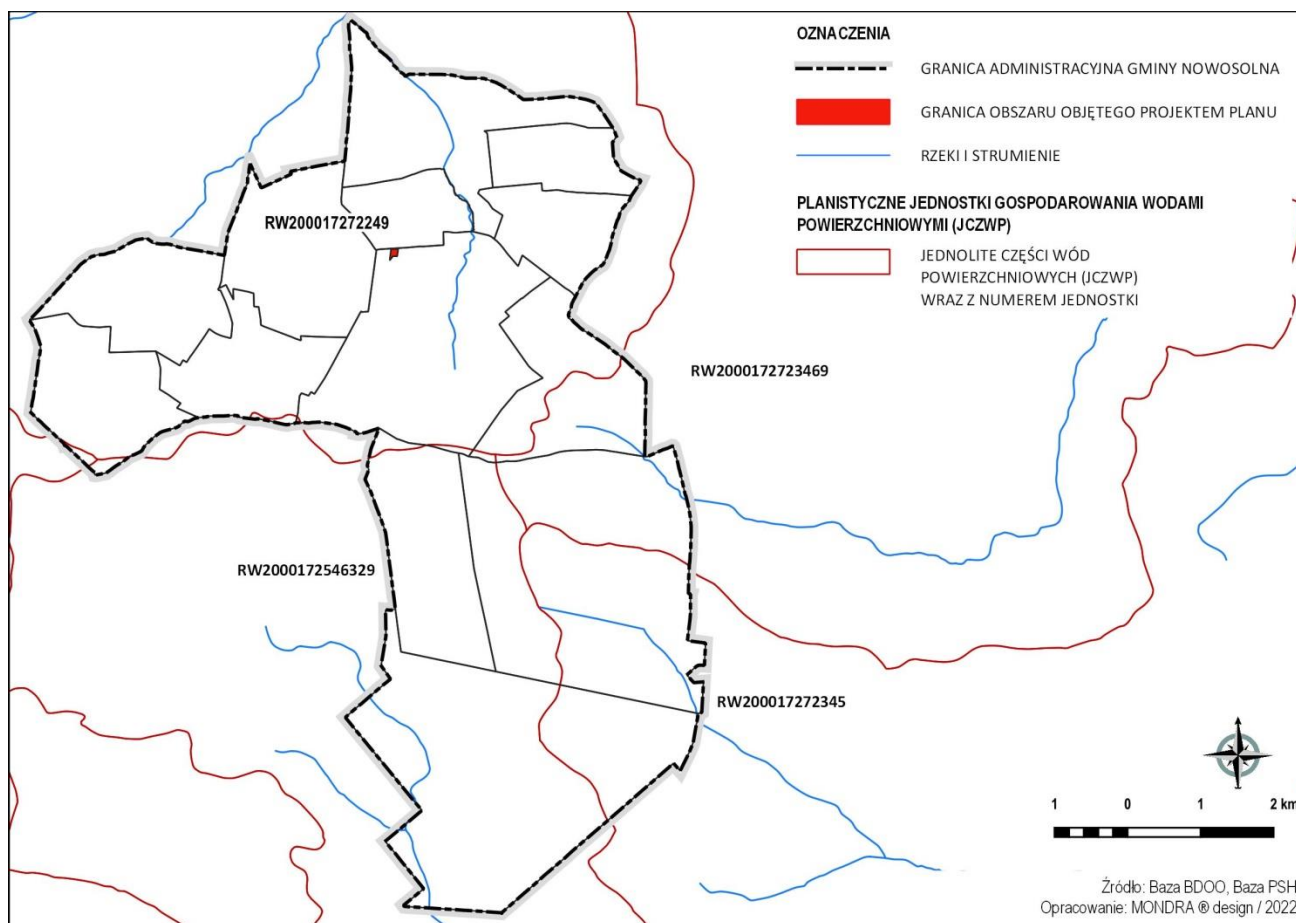 OZNACZENIA
GRANICA ADMINISTRACYJNA GMINY NOWOSOLNA
GRANICA OBSZARU OBJĘTEGO PROJEKTEM PLANU
RZEKI I STRUMIENIE
PLANISTYCZNE JEDNOSTKI GOSPODAROWANIA WODAMI
POWIERZCHNIOWYMI (JCZWP)
JEDNOLITE CZĘŚCI WÓD
POWIERZCHNIOWYCH (JCZWP)
WRAZ Z NUMEREM JEDNOSTKI
RW200017272249
RW2000172723469
RW2000172546329
RW200017272345
1 0 1 2 km
Źródło: Baza BDOO, Baza PSH
Opracowanie: MONDRA ® design / 2022